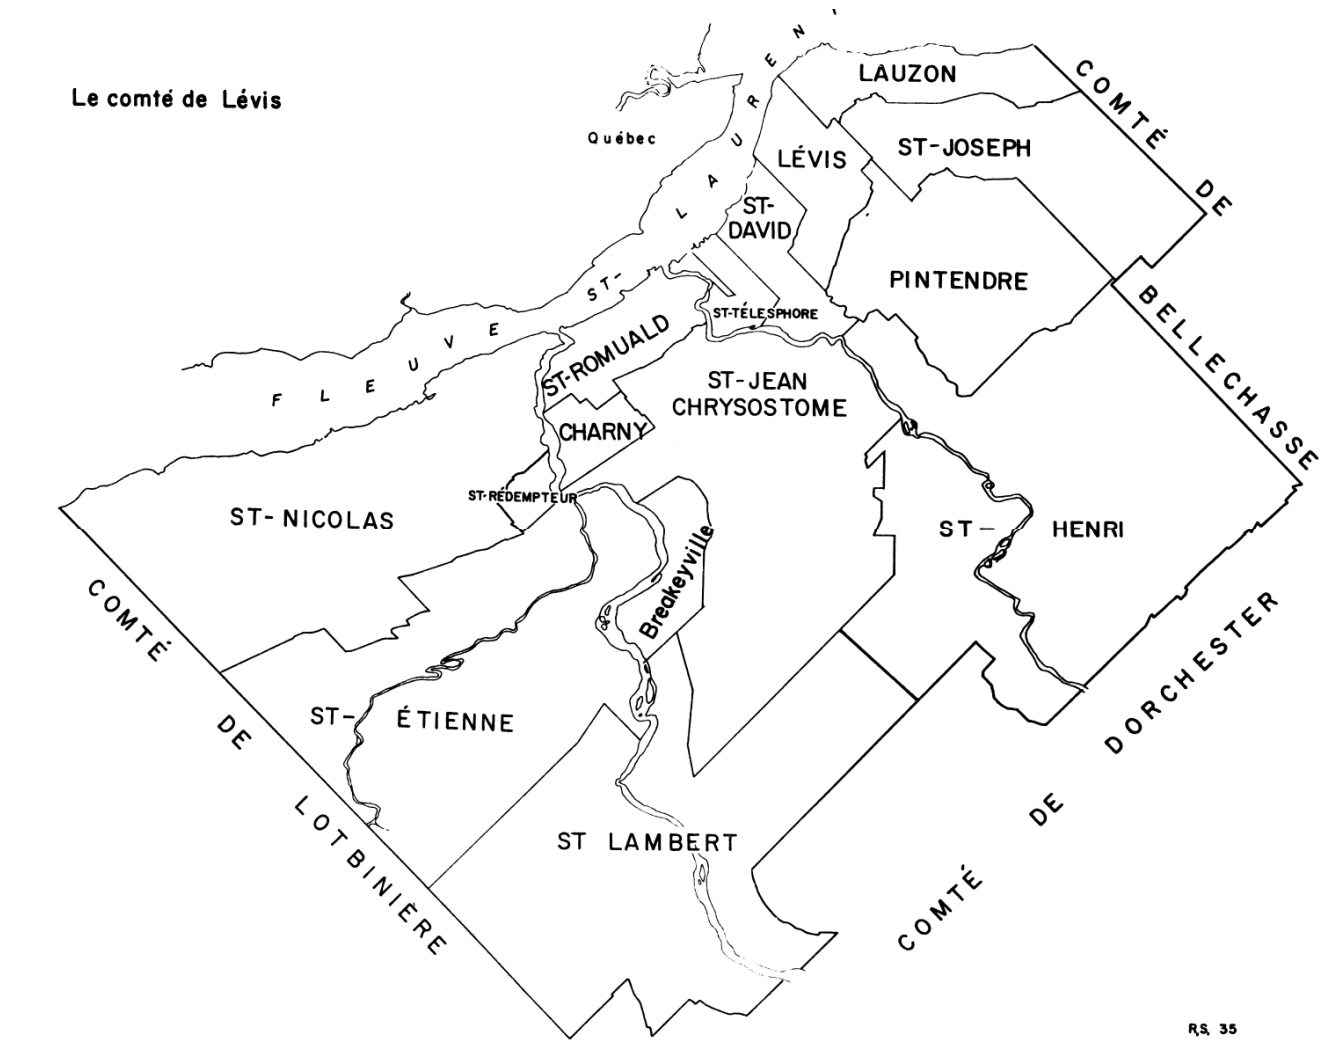 Le comté de Lévis
Québec
FLEUVE ST-LAUREN
LAUZON
ST-JOSEPH
LÉVIS
ST-
DAVID
PINTENDRE
ST-TÉLESPHORE
ST-ROMUALD
ST-JEAN
CHRYSOSTOME
CHARNY
ST-RÉDEMPTEUR
ST-NICOLAS
ST-HENRI
Breakeyville
ST-ÉTIENNE
ST LAMBERT
COMTÉ DE BELLECHASSE
COMTÉ DE LOTBINIÈRE
COMTÉ DE DORCHESTER
R.S. 35